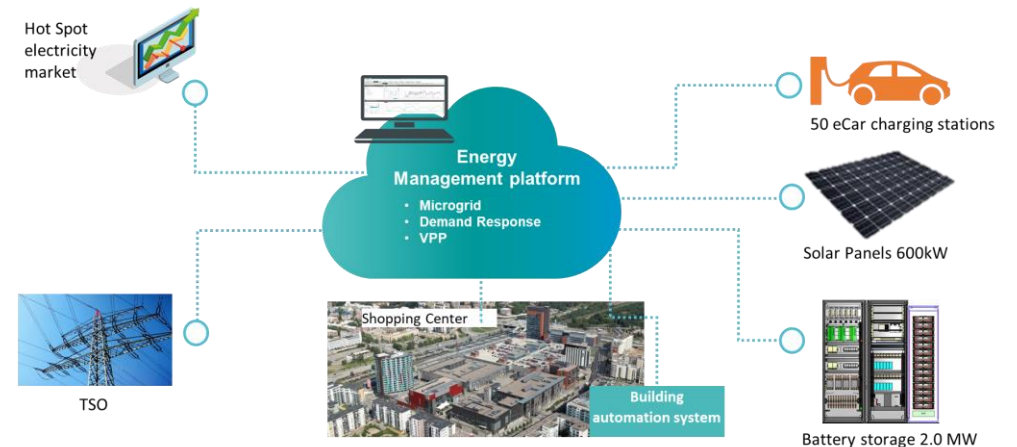 Hot Spot
electricity
market
Energy
Management platform
• Microgrid
• Demand Response
• VPP
50 eCar charging stations
Solar Panels 600kW
TSO
Shopping Center
Building
automation system
Battery storage 2.0 MW